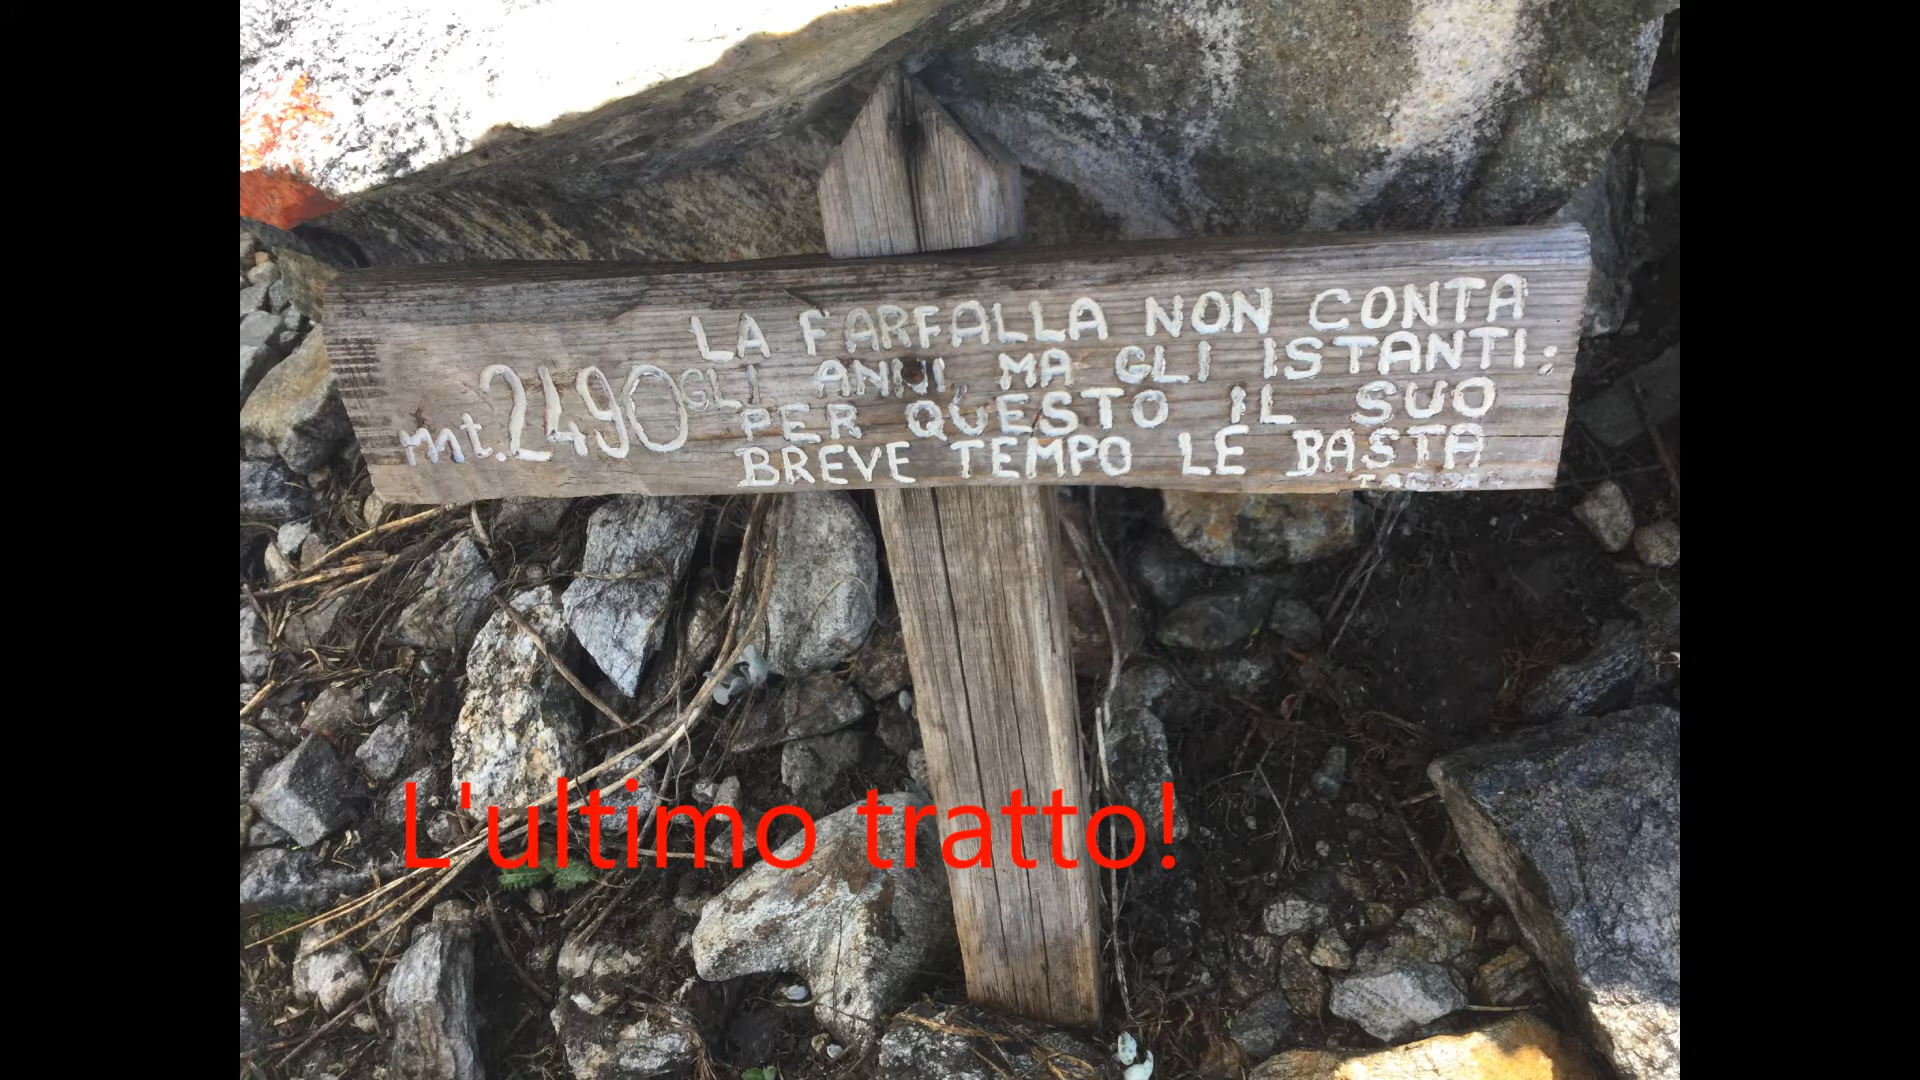 LA FARFALLA NON CONTA
GLI ANNI, MA GLI ISTANTI;
mt. 2490 PER QUESTO IL SUO
BREVE TEMPO LE BASTA
L'ultimo tratto!